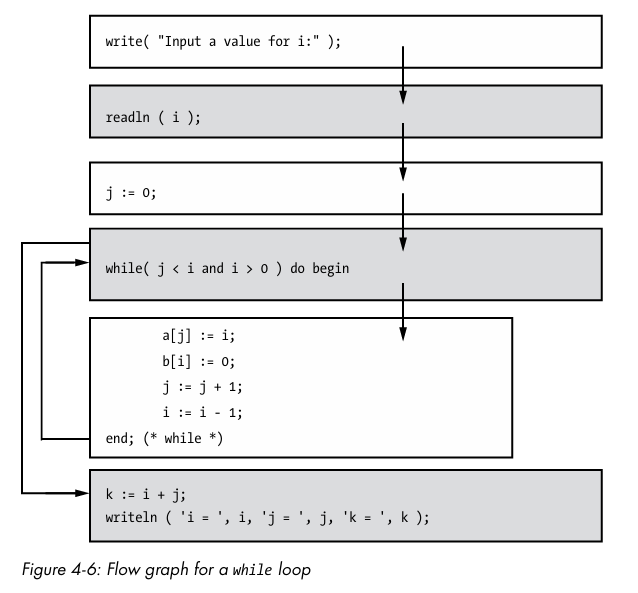 write( "Input a value for i:" );
readln ( i );
j := 0;
while( j < i and i > 0 ) do begin
a[j] := i;
b[i] := 0;
j := j + 1;
i := i - 1;
end; (* while *)
k := i + j;
writeln ( 'i = ', i, 'j = ', j, 'k = ', k );
Figure 4-6: Flow graph for a while loop